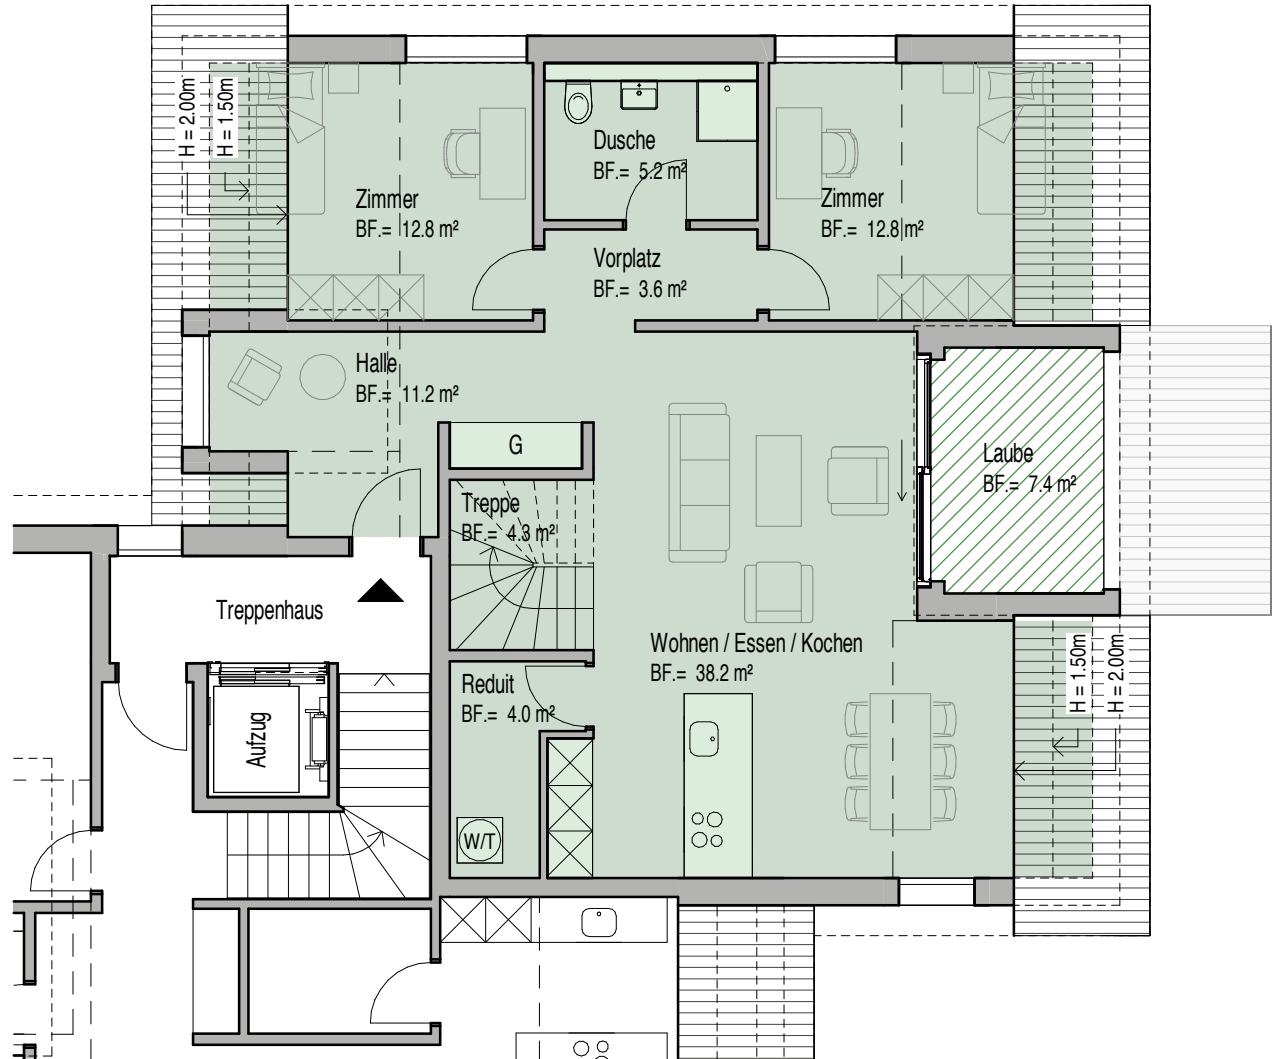 H = 2.00m
H = 1.50m
Zimmer
BF.= 12.8 m²
Dusche
BF.= 5.2 m²
Zimmer
BF.= 12.8 m²
Vorplatz
BF.= 3.6 m²
Halle
BF.= 11.2 m²
G
Laube
BF.= 7.4 m²
Treppe
BF.= 4.3 m²
Treppenhaus
Wohnen / Essen / Kochen
BF.= 38.2 m²
H = 1.50m
H = 2.00m
Reduit
BF.= 4.0 m²
Aufzug
W/T